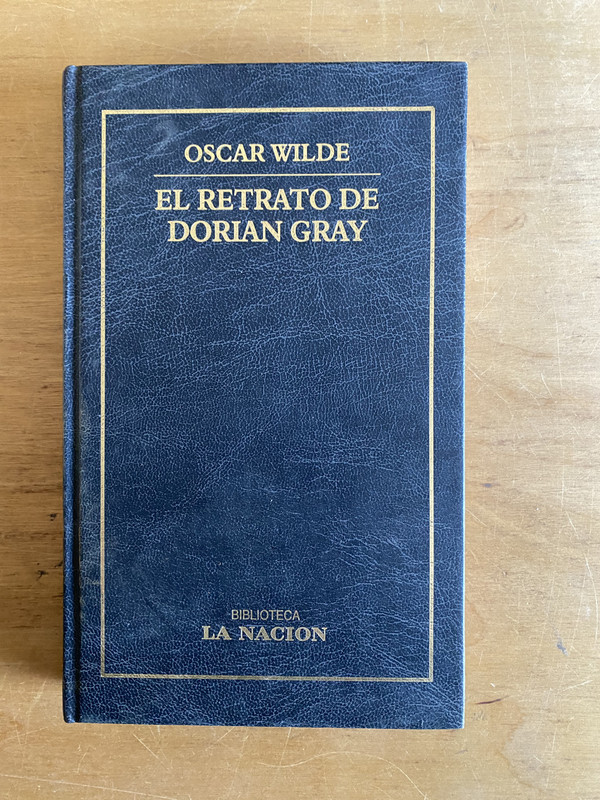 OSCAR WILDE
EL RETRATO DE
DORIAN GRAY
BIBLIOTECA
LA NACION